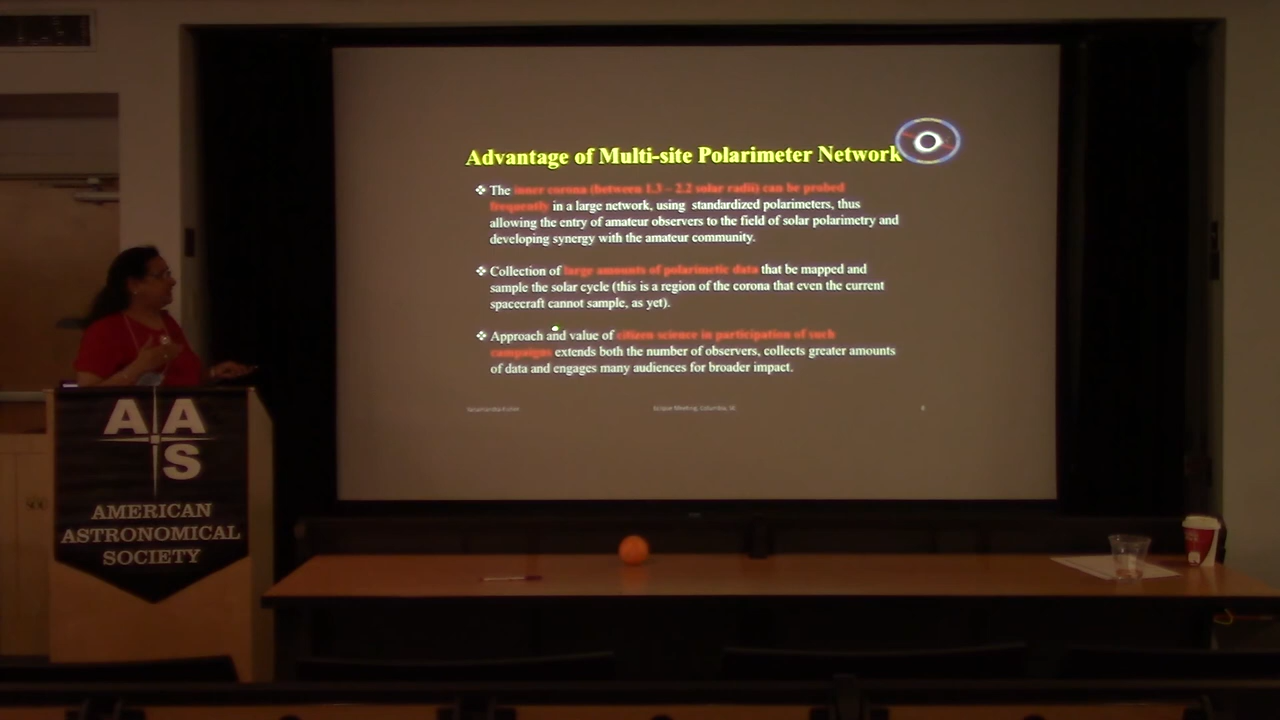 Advantage of Multi-site Polarimeter Network
❖ The inner corona (between 1.3 – 2.2 solar radii) can be probed
frequently in a large network, using standardized polarimeters, thus
allowing the entry of amateur observers to the field of solar polarimetry and
developing synergy with the amateur community.
❖ Collection of large amounts of polarimetic data that be mapped and
sample the solar cycle (this is a region of the corona that even the current
spacecraft cannot sample, as yet).
❖ Approach and value of citizen science in participation of such
campaigns extends both the number of observers, collects greater amounts
of data and engages many audiences for broader impact.
Eclipse Meeting, Columbia,
AA
S
AMERICAN
ASTRONOMICAL
SOCIETY